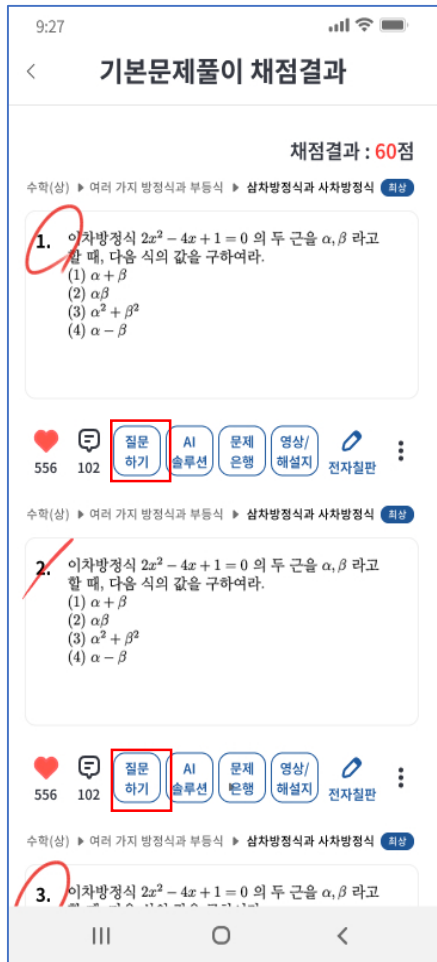 9:27
기본문제풀이 채점결과
채점결과 : 60점
수학(상) ▶ 여러 가지 방정식과 부등식 ▶ 삼차방정식과 사차방정식 최상
1. 이차방정식 2x² − 4x + 1 = 0 의 두 근을 α, β 라고
할 때, 다음 식의 값을 구하여라.
(1) α + β
(2) αβ
(3) α² + β²
(4) α − β
556 102 질문 하기 AI 솔루션 문제 은행 영상/ 해설지 전자칠판
수학(상) ▶ 여러 가지 방정식과 부등식 ▶ 삼차방정식과 사차방정식 최상
2. 이차방정식 2x² − 4x + 1 = 0 의 두 근을 α, β 라고
할 때, 다음 식의 값을 구하여라.
(1) α + β
(2) αβ
(3) α² + β²
(4) α − β
556 102 질문 하기 AI 솔루션 문제 은행 영상/ 해설지 전자칠판
수학(상) ▶ 여러 가지 방정식과 부등식 ▶ 삼차방정식과 사차방정식 최상
3. 이차방정식 2x² − 4x + 1 = 0 의 두 근을 α, β 라고